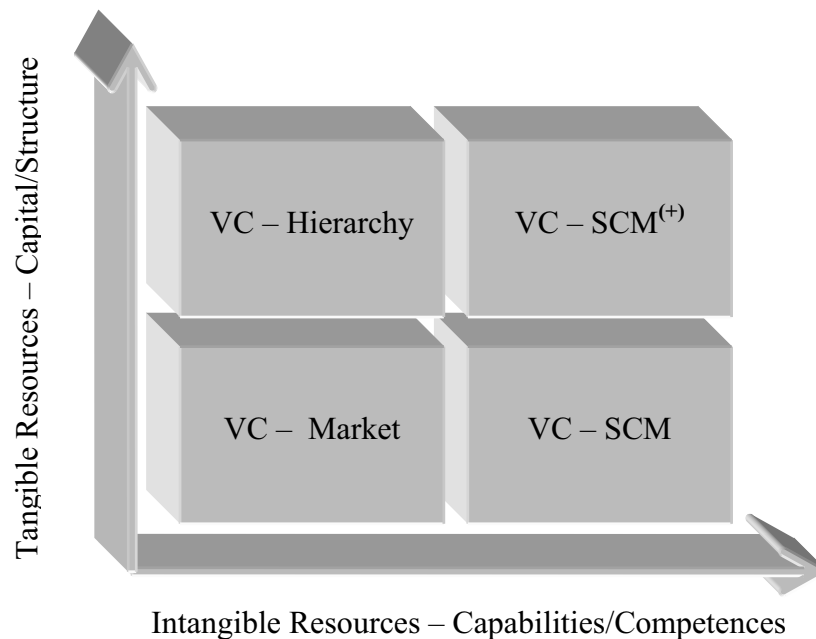 Tangible Resources – Capital/Structure
VC – Hierarchy
VC – SCM(+)
VC – Market
VC – SCM
Intangible Resources – Capabilities/Competences